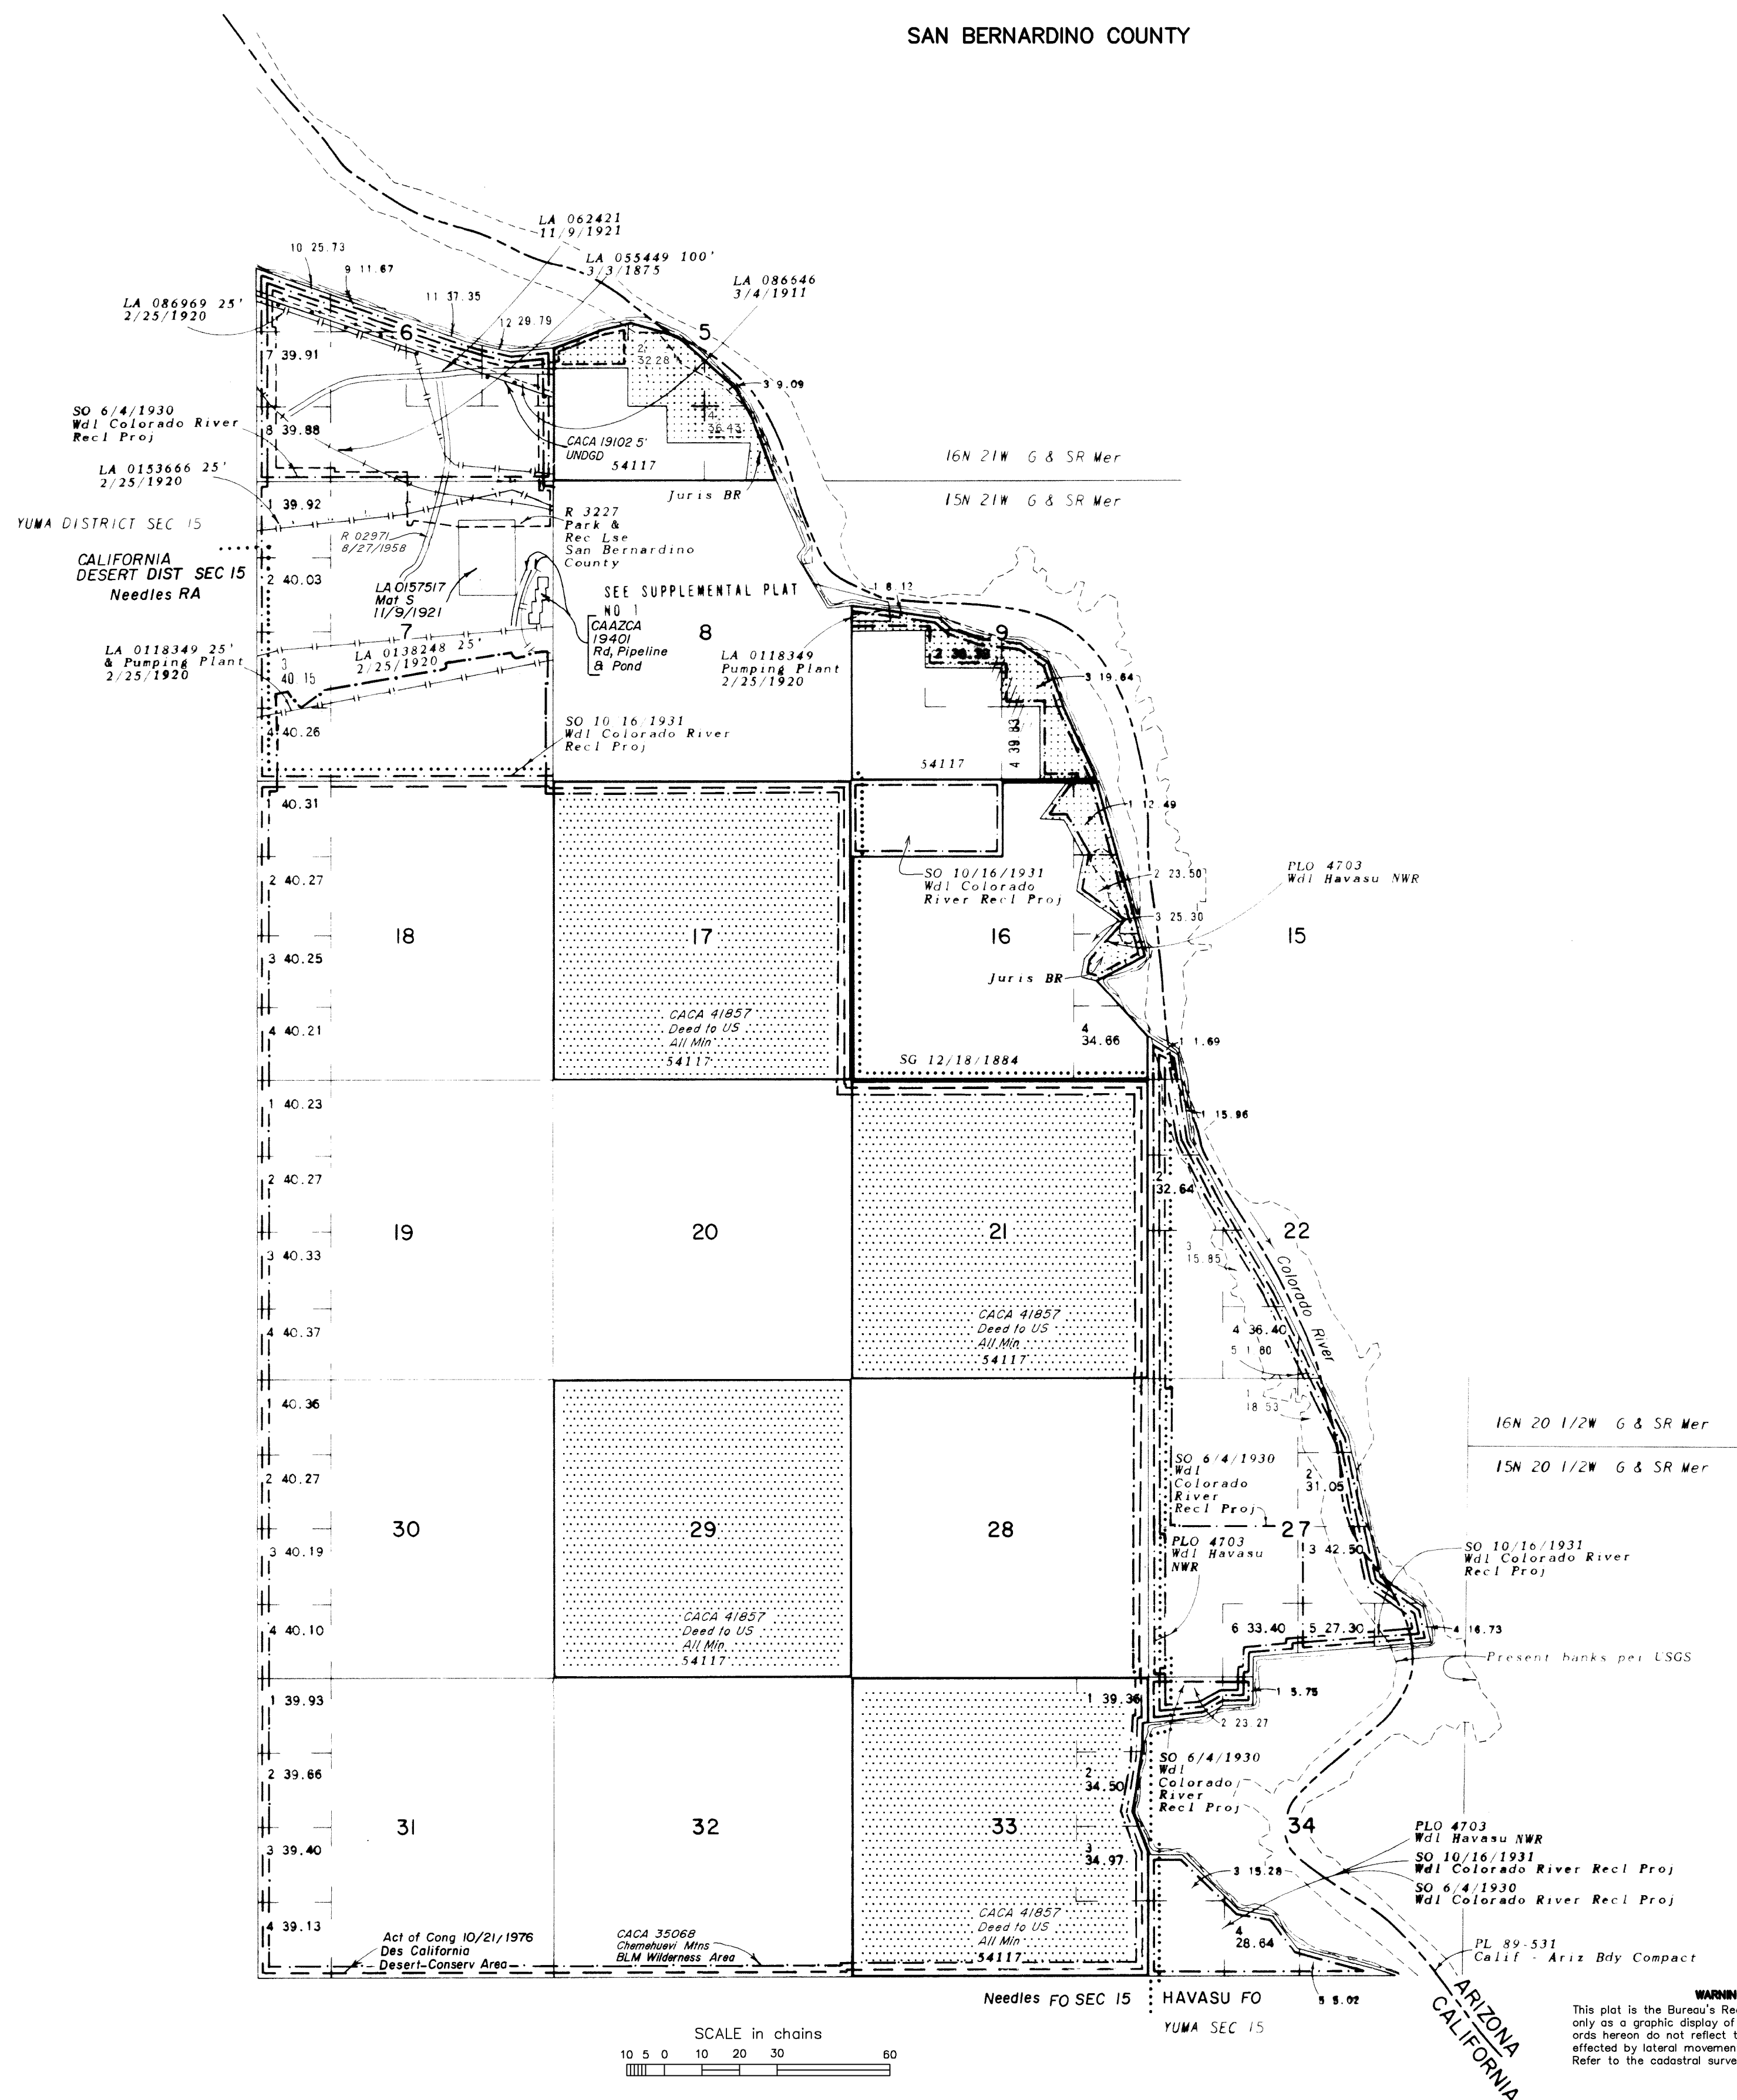 SAN BERNARDINO COUNTY
LA 062421
11/9/1921
LA 055449 100'
3/3/1875
LA 086646
3/4/1911
10 25.73
9 11.67
11 37.35
12 29.79
LA 086969 25'
2/25/1920
6
5
7 39.91
2
32.28
3 9.09
SO 6/4/1930
Wdl Colorado River
Recl Proj
8 39.88
4
36.43
CACA 19102 5'
UNDGD
54117
16N 21W G & SR Mer
15N 21W G & SR Mer
LA 0153666 25'
2/25/1920
Juris BR
1 39.92
YUMA DISTRICT SEC 15
R 02971
8/27/1958
R 3227
Park &
Rec Lse
San Bernardino
County
CALIFORNIA
DESERT DIST SEC 15
Needles RA
2 40.03
LA 0157517
Mat S
11/9/1921
SEE SUPPLEMENTAL PLAT
NO 1
1 8.12
7
8
9
CAAZCA
19401
Rd, Pipeline
& Pond
LA 0118349 25'
& Pumping Plant
2/25/1920
LA 0138248 25'
2/25/1920
3
40.15
LA 0118349
Pumping Plant
2/25/1920
3 19.64
4 40.26
SO 10/16/1931
Wdl Colorado River
Recl Proj
4 39.83
54117
1 40.31
1 12.49
SO 10/16/1931
Wdl Colorado
River Recl Proj
PLO 4703
Wdl Havasu NWR
2 40.27
2 23.50
3 25.30
18
17
16
15
3 40.25
Juris BR
4 40.21
CACA 41857
Deed to US
All Min
54117
4
34.66
SG 12/18/1884
1 1.69
1 40.23
1 15.96
2 40.27
2
32.64
19
20
21
22
3 40.33
3
15.85
Colorado River
4 40.37
CACA 41857
Deed to US
All Min
54117
4 36.40
5 1.80
1 40.36
1
18.53
16N 20 1/2W G & SR Mer
15N 20 1/2W G & SR Mer
2 40.27
SO 6/4/1930
Wdl
Colorado
River
Recl Proj
2
31.05
30
29
28
27
3 40.19
PLO 4703
Wdl Havasu
NWR
3 42.50
SO 10/16/1931
Wdl Colorado River
Recl Proj
4 40.10
CACA 41857
Deed to US
All Min
54117
6 33.40
5 27.30
4 16.73
Present banks per USGS
1 39.93
1 39.36
1 5.75
2 23.27
2 39.66
2
34.50
SO 6/4/1930
Wdl
Colorado
River
Recl Proj
31
32
33
34
3 39.40
3
34.97
3 15.28
PLO 4703
Wdl Havasu NWR
SO 10/16/1931
Wdl Colorado River Recl Proj
SO 6/4/1930
Wdl Colorado River Recl Proj
4 39.13
Act of Cong 10/21/1976
Des California
Desert Conserv Area
CACA 35068
Chemehuevi Mtns
BLM Wilderness Area
CACA 41857
Deed to US
All Min
54117
4
28.64
PL 89-531
Calif - Ariz Bdy Compact
Needles FO SEC 15
HAVASU FO
5 5.02
YUMA SEC 15
ARIZONA
CALIFORNIA
SCALE in chains
10 5 0 10 20 30 60
This plat is the Bureau's
only as a graphic display of
ords hereon do not reflect
effected by lateral
Refer to the cadastral